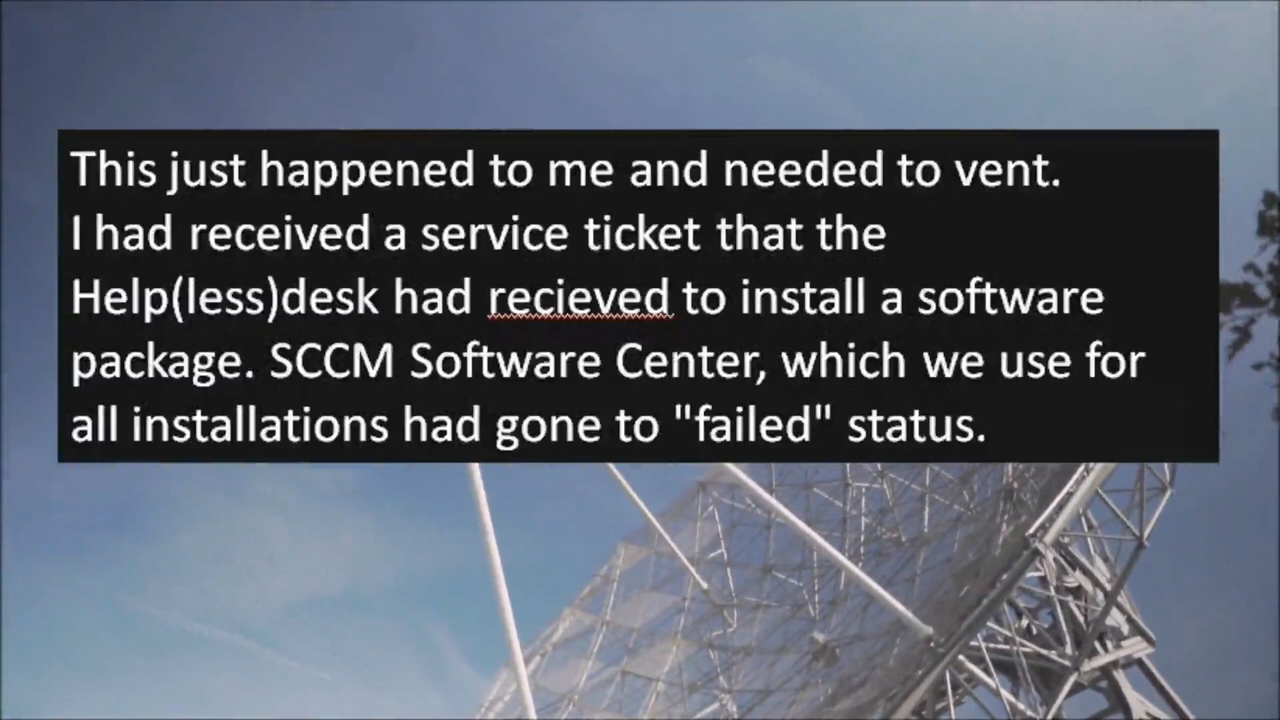 This just happened to me and needed to vent.
I had received a service ticket that the
Help(less)desk had recieved to install a software
package. SCCM Software Center, which we use for
all installations had gone to "failed" status.